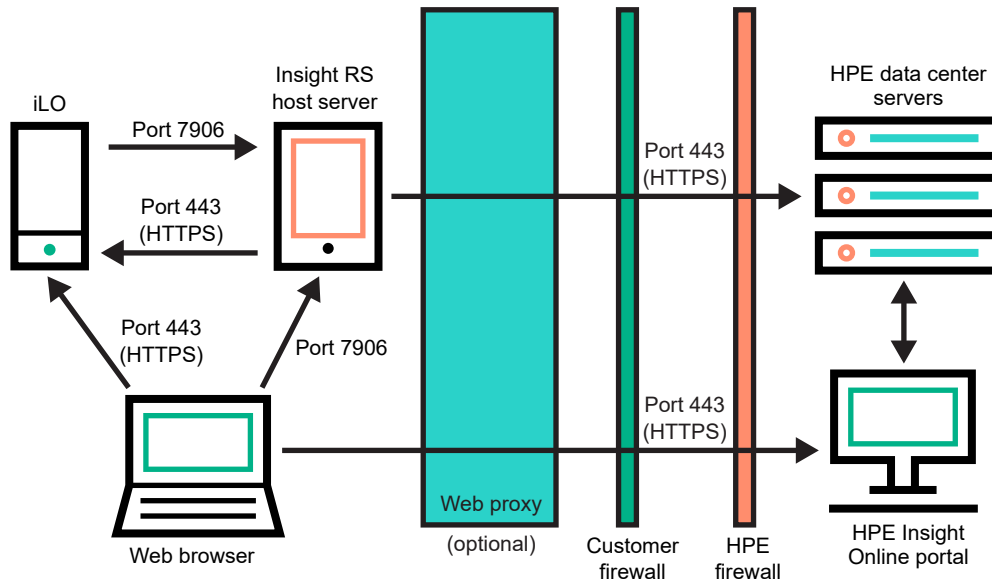 iLO
Insight RS
host server
HPE data center
servers
Port 7906
Port 443
(HTTPS)
Port 443
(HTTPS)
Port 443
(HTTPS)
Port 7906
Port 443
(HTTPS)
Web browser
Web proxy
(optional)
Customer
firewall
HPE
firewall
HPE Insight
Online portal